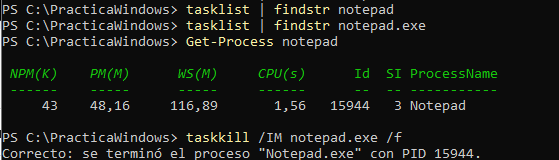 PS C:\PracticaWindows> tasklist | findstr notepad
PS C:\PracticaWindows> tasklist | findstr notepad.exe
PS C:\PracticaWindows> Get-Process notepad
NPM(K) PM(M) WS(M) CPU(s) Id SI ProcessName
------ ----- ----- ------ -- -- -----------
43 48,16 116,89 1,56 15944 3 Notepad
PS C:\PracticaWindows> taskkill /IM notepad.exe /f
Correcto: se terminó el proceso "Notepad.exe" con PID 15944.